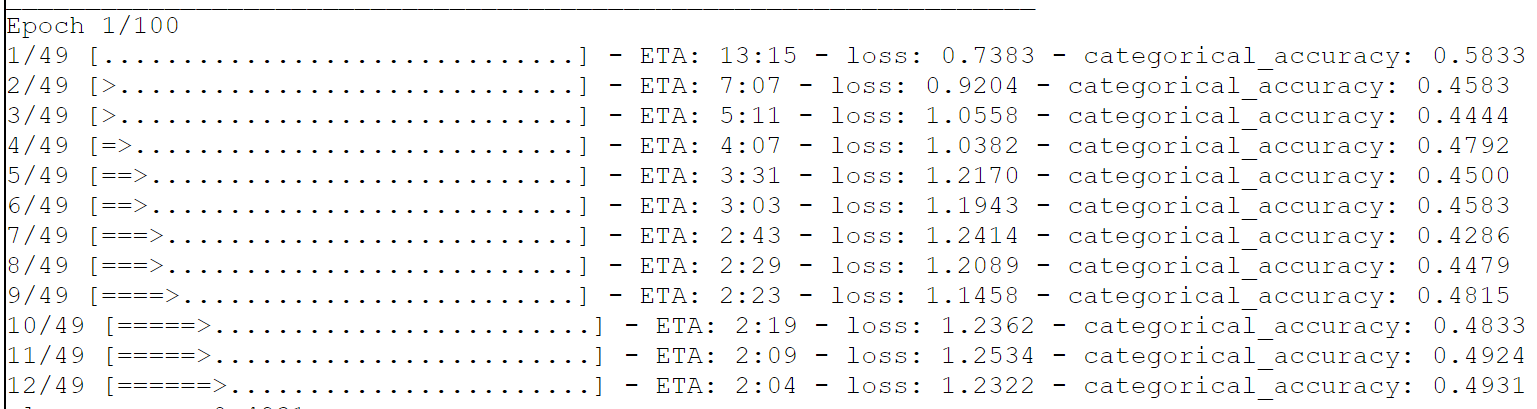 Epoch 1/100
1/49 [..............................] - ETA: 13:15 - loss: 0.7383 - categorical_accuracy: 0.5833
2/49 [>.............................] - ETA: 7:07 - loss: 0.9204 - categorical_accuracy: 0.4583
3/49 [>.............................] - ETA: 5:11 - loss: 1.0558 - categorical_accuracy: 0.4444
4/49 [=>............................] - ETA: 4:07 - loss: 1.0382 - categorical_accuracy: 0.4792
5/49 [==>...........................] - ETA: 3:31 - loss: 1.2170 - categorical_accuracy: 0.4500
6/49 [==>...........................] - ETA: 3:03 - loss: 1.1943 - categorical_accuracy: 0.4583
7/49 [===>..........................] - ETA: 2:43 - loss: 1.2414 - categorical_accuracy: 0.4286
8/49 [===>..........................] - ETA: 2:29 - loss: 1.2089 - categorical_accuracy: 0.4479
9/49 [====>.........................] - ETA: 2:23 - loss: 1.1458 - categorical_accuracy: 0.4815
10/49 [=====>........................] - ETA: 2:19 - loss: 1.2362 - categorical_accuracy: 0.4833
11/49 [=====>........................] - ETA: 2:09 - loss: 1.2534 - categorical_accuracy: 0.4924
12/49 [======>.......................] - ETA: 2:04 - loss: 1.2322 - categorical_accuracy: 0.4931